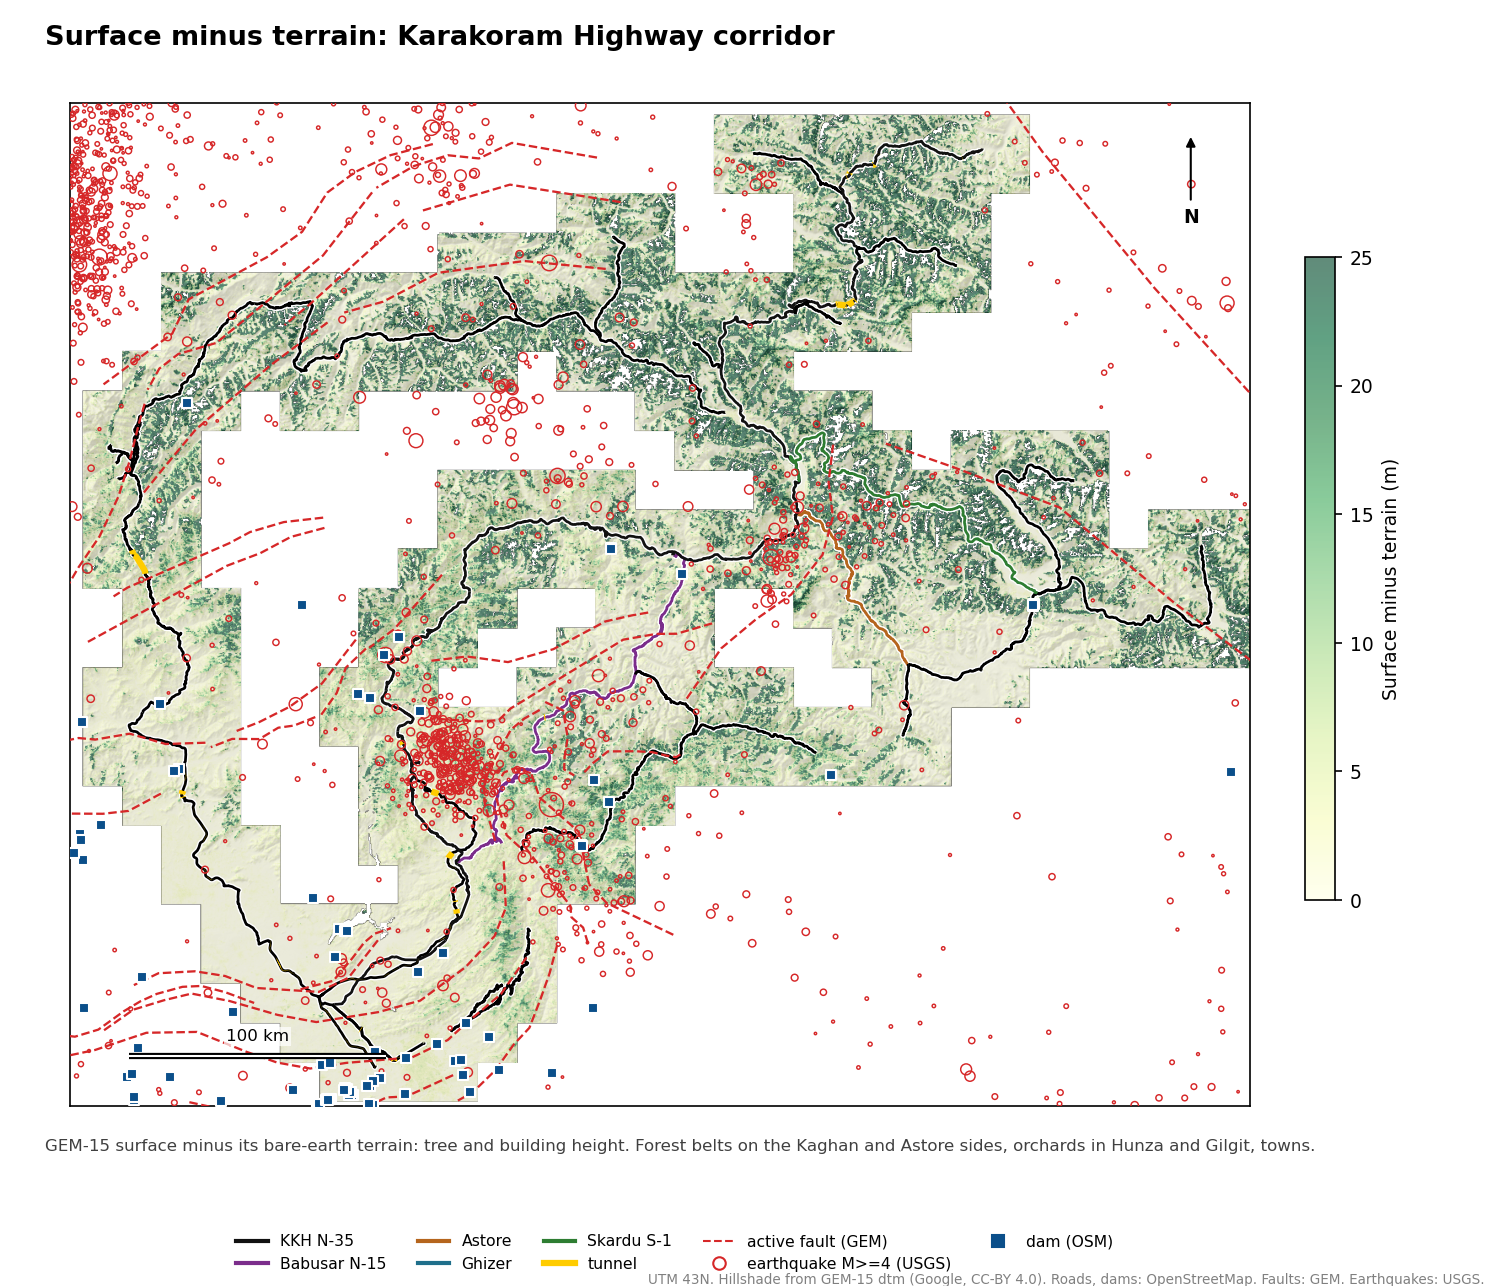 Surface minus terrain: Karakoram Highway corridor
N
25
20
15
10
5
0
Surface minus terrain (m)
100 km
GEM-15 surface minus its bare-earth terrain: tree and building height. Forest belts on the Kaghan and Astore sides, orchards in Hunza and Gilgit, towns.
KKH N-35
Babusar N-15
Astore
Ghizer
Skardu S-1
tunnel
active fault (GEM)
earthquake M>=4 (USGS)
dam (OSM)
UTM 43N. Hillshade from GEM-15 dtm (Google, CC-BY 4.0). Roads, dams: OpenStreetMap. Faults: GEM. Earthquakes: USGS.